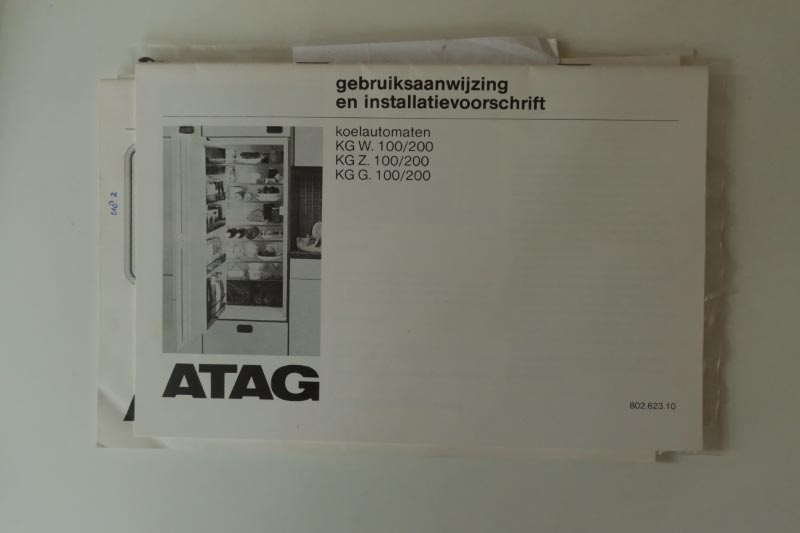 gebruiksaanwijzing
en installatievoorschrift
koelautomaten
KG W. 100/200
KG Z. 100/200
KG G. 100/200
ATAG
802.623.10